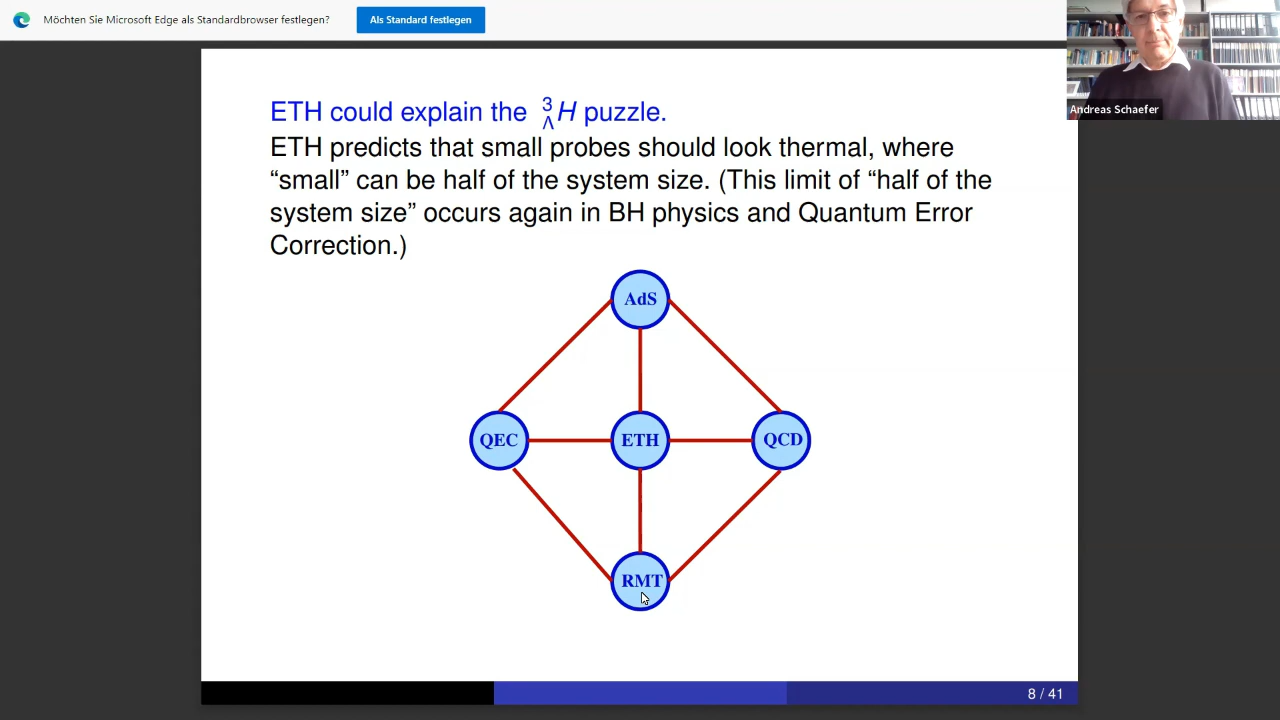 Möchten Sie Microsoft Edge als Standardbrowser festlegen?
Als Standard festlegen
Andreas Schaefer
ETH could explain the ³ΛH puzzle.
ETH predicts that small probes should look thermal, where
“small” can be half of the system size. (This limit of “half of the
system size” occurs again in BH physics and Quantum Error
Correction.)
AdS
QEC
ETH
QCD
RMT
8 / 41